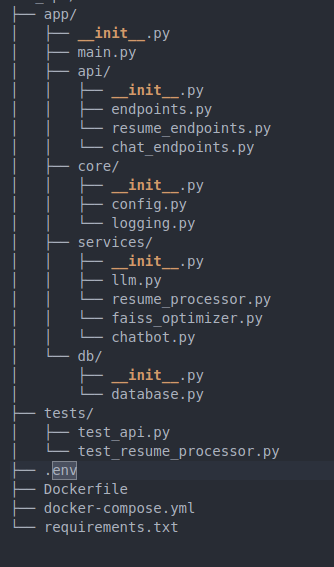 ├── app/
│   ├── __init__.py
│   ├── main.py
│   ├── api/
│   │   ├── __init__.py
│   │   ├── endpoints.py
│   │   └── resume_endpoints.py
│   │   └── chat_endpoints.py
│   ├── core/
│   │   ├── __init__.py
│   │   ├── config.py
│   │   └── logging.py
│   ├── services/
│   │   ├── __init__.py
│   │   ├── llm.py
│   │   └── resume_processor.py
│   │   └── faiss_optimizer.py
│   │   └── chatbot.py
│   └── db/
│       ├── __init__.py
│       └── database.py
├── tests/
│   ├── test_api.py
│   └── test_resume_processor.py
├── .env
├── Dockerfile
├── docker-compose.yml
└── requirements.txt